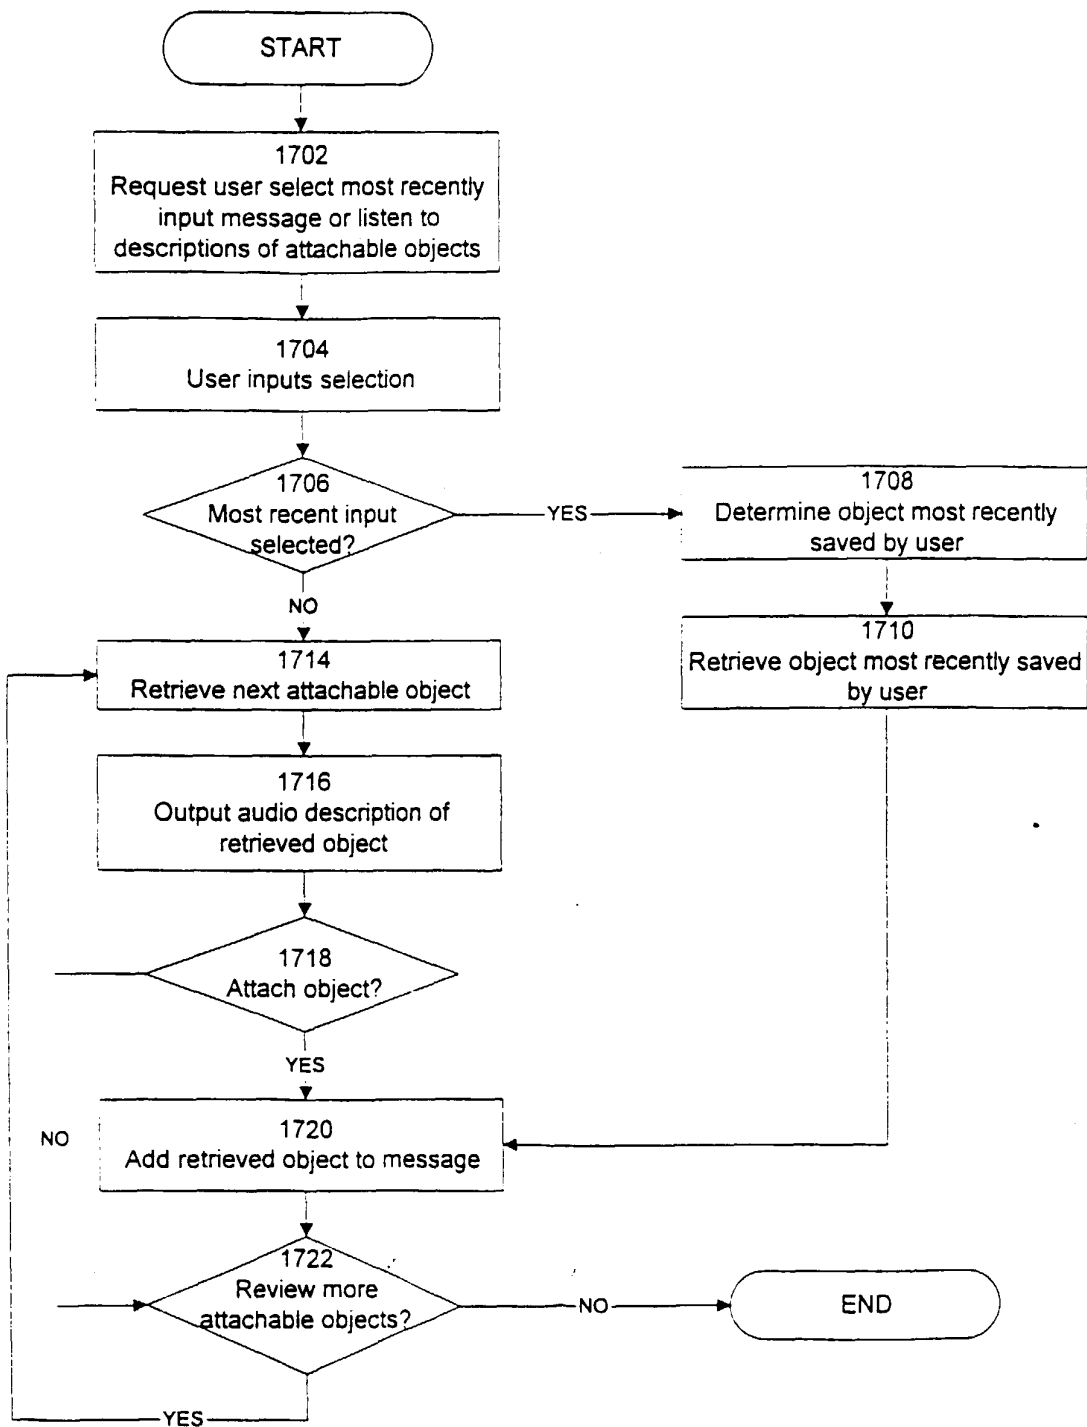 START
1702
Request user select most recently
input message or listen to
descriptions of attachable objects
1704
User inputs selection
1706
Most recent input
selected?
YES
1708
Determine object most recently
saved by user
NO
1710
Retrieve object most recently saved
by user
1714
Retrieve next attachable object
1716
Output audio description of
retrieved object
1718
Attach object?
YES
NO
1720
Add retrieved object to message
1722
Review more
attachable objects?
NO
END
YES